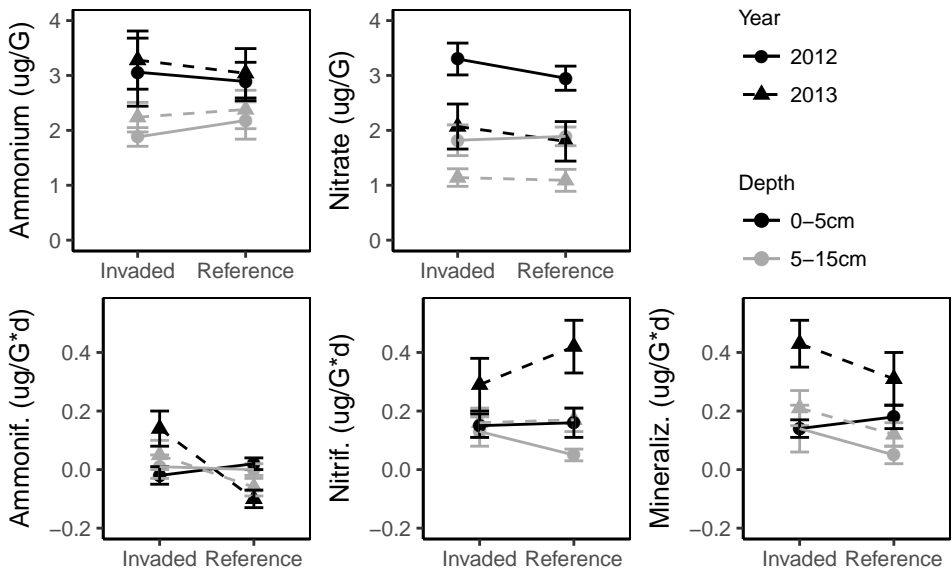 Ammonium (ug/G)
4
3
2
1
0
Invaded Reference
Nitrate (ug/G)
4
3
2
1
0
Invaded Reference
Year
2012
2013
Depth
0−5cm
5−15cm
Ammonif. (ug/G*d)
0.4
0.2
0.0
−0.2
Invaded Reference
Nitrif. (ug/G*d)
0.4
0.2
0.0
−0.2
Invaded Reference
Mineraliz. (ug/G*d)
0.4
0.2
0.0
−0.2
Invaded Reference